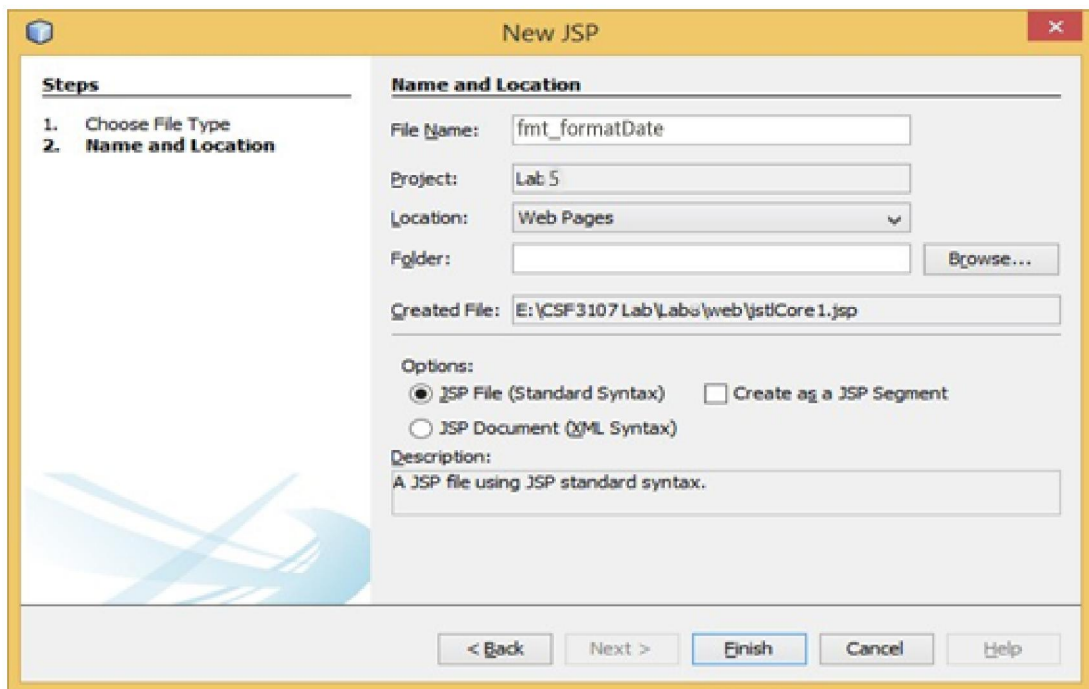 New JSP
Steps
1. Choose File Type
2. Name and Location
Name and Location
File Name: fmt_formatDate
Project: Lab 5
Location: Web Pages
Folder:
Browse...
Created File: E:\CSF3107 Lab\Lab6\web\jstlCore1.jsp
Options:
JSP File (Standard Syntax)
Create as a JSP Segment
JSP Document (XML Syntax)
Description:
A JSP file using JSP standard syntax.
< Back
Next >
Finish
Cancel
Help